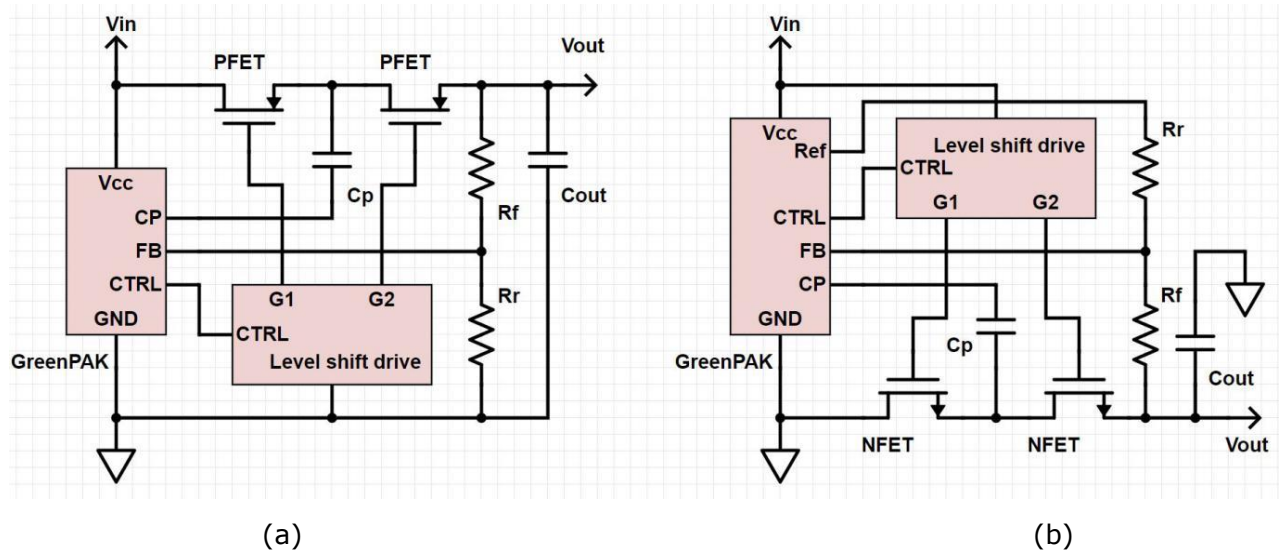 Vin
PFET
PFET
Vout
Vcc
CP
FB
CTRL
GND
GreenPAK
Cp
Rf
Cout
Rr
G1
G2
CTRL
Level shift drive
Vin
Vcc
Ref
CTRL
FB
CP
GND
GreenPAK
Level shift drive
CTRL
G1
G2
Rr
Rf
Cp
Cout
NFET
NFET
Vout
(a)
(b)